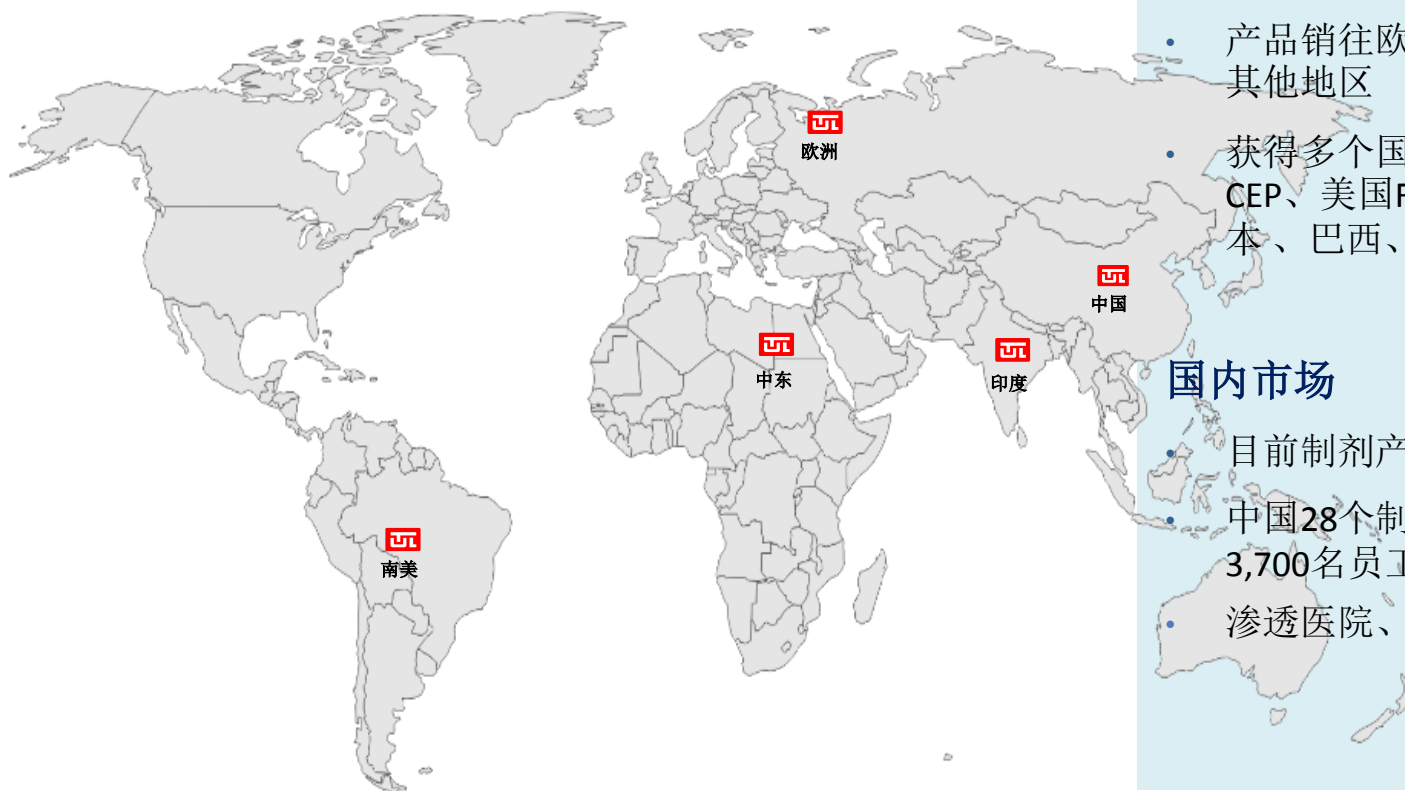 欧洲
中国
中东
印度
南美
产品销往欧
其他地区
获得多个国
CEP、美国F
本 、巴西、
国内市场
目前制剂产
中国28个制
3,700名员工
渗透医院、